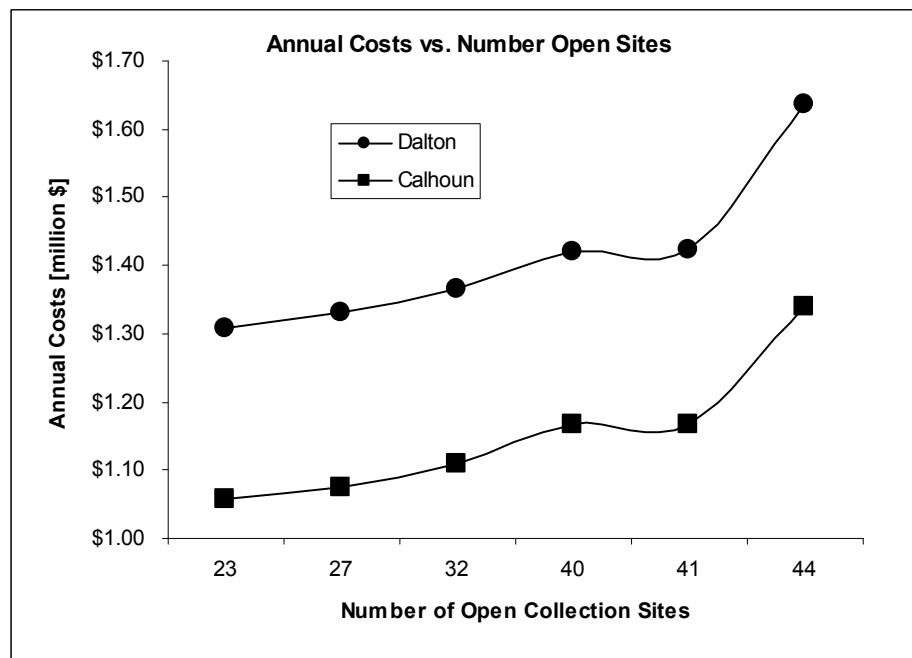 Annual Costs vs. Number Open Sites
$1.70
$1.60
$1.50
$1.40
$1.30
$1.20
$1.10
$1.00
Annual Costs [million $]
Dalton
Calhoun
23 27 32 40 41 44
Number of Open Collection Sites